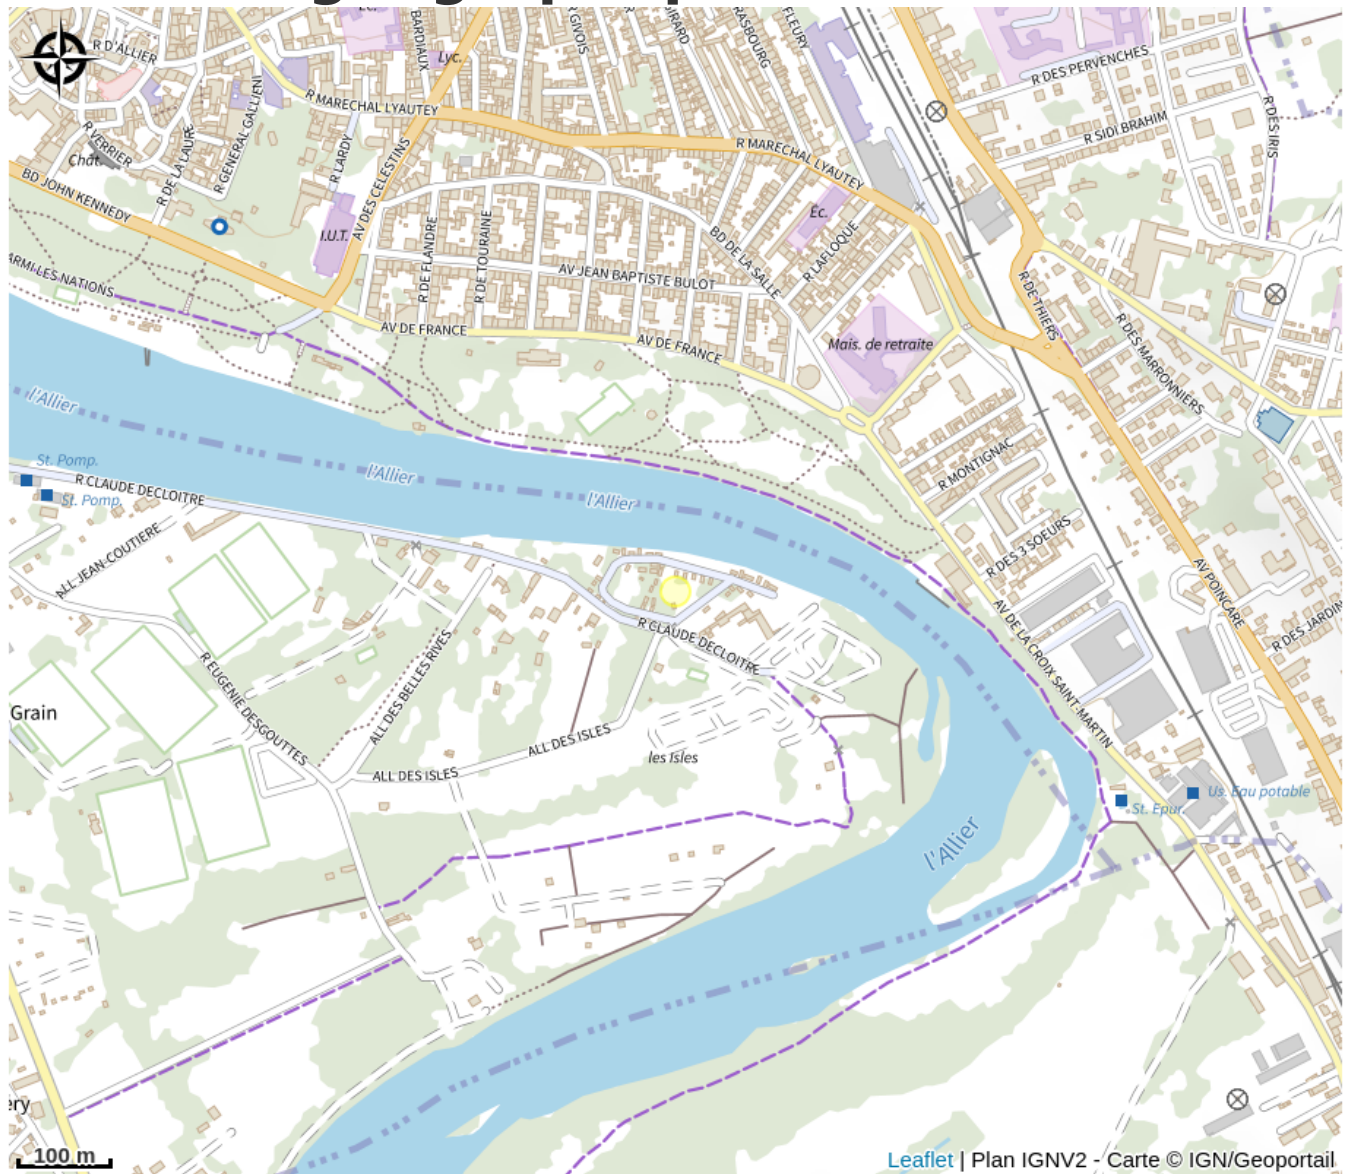 Lyc.
R D'ALLIER
BARDIAUX
R GIVOIS
GIRARD
RASBOURG
FLEURY
R DES PERVENCHES
R MARECHAL LYAUTEY
R GENERAL GALLIENI
R VERRIER
Chât.
R DE LA LAURE
R LARDY
AV DES CELESTINS
R MARECHAL LYAUTEY
R SIDI BRAHIM
R DES IRIS
BD JOHN KENNEDY
I.U.T.
R DE FLANDRE
R DE TOURAINE
Éc.
R LAFLOQUE
BD DE LA SALLE
AV JEAN BAPTISTE BULOT
ARMI LES NATIONS
AV DE FRANCE
AV DE FRANCE
Mais. de retraite
R DE THIERS
R DES MARRONNIERS
l'Allier
l'Allier
l'Allier
St. Pomp.
St. Pomp.
R CLAUDE DECLOITRE
R MONTIGNAC
R DES 3 SOEURS
ALL JEAN-COUTIERE
AV POINCARE
R DES JARDIN
R CLAUDE DECLOITRE
AV DE LA CROIX SAINT-MARTIN
R EUGENIE DESGOUTTES
ALL DES BELLES RIVES
Grain
ALL DES ISLES
ALL DES ISLES
les Isles
Us. Eau potable
St. Epur.
l'Allier
ery
100 m
Leaflet | Plan IGNV2 - Carte © IGN/Geoportail